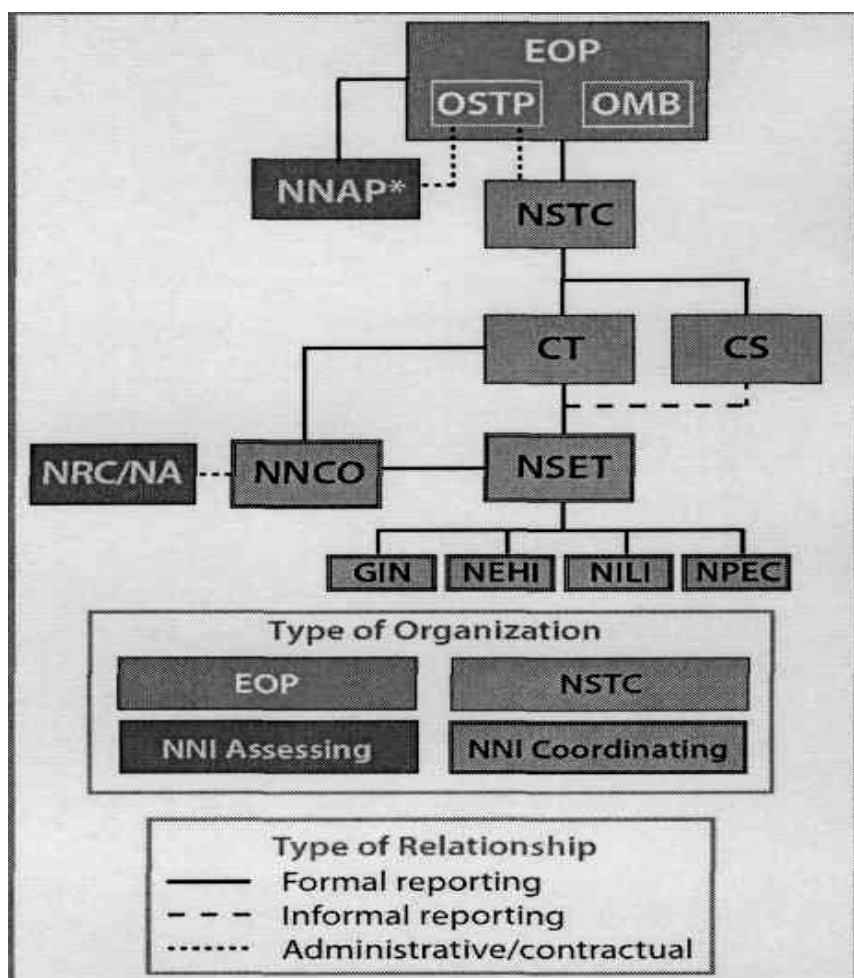 EOP
OSTP OMB
NNAP*
NSTC
CT CS
NRC/NA NNCO NSET
GIN NEHI NILI NPEC
Type of Organization
EOP NSTC
NNI Assessing NNI Coordinating
Type of Relationship
Formal reporting
Informal reporting
Administrative/contractual